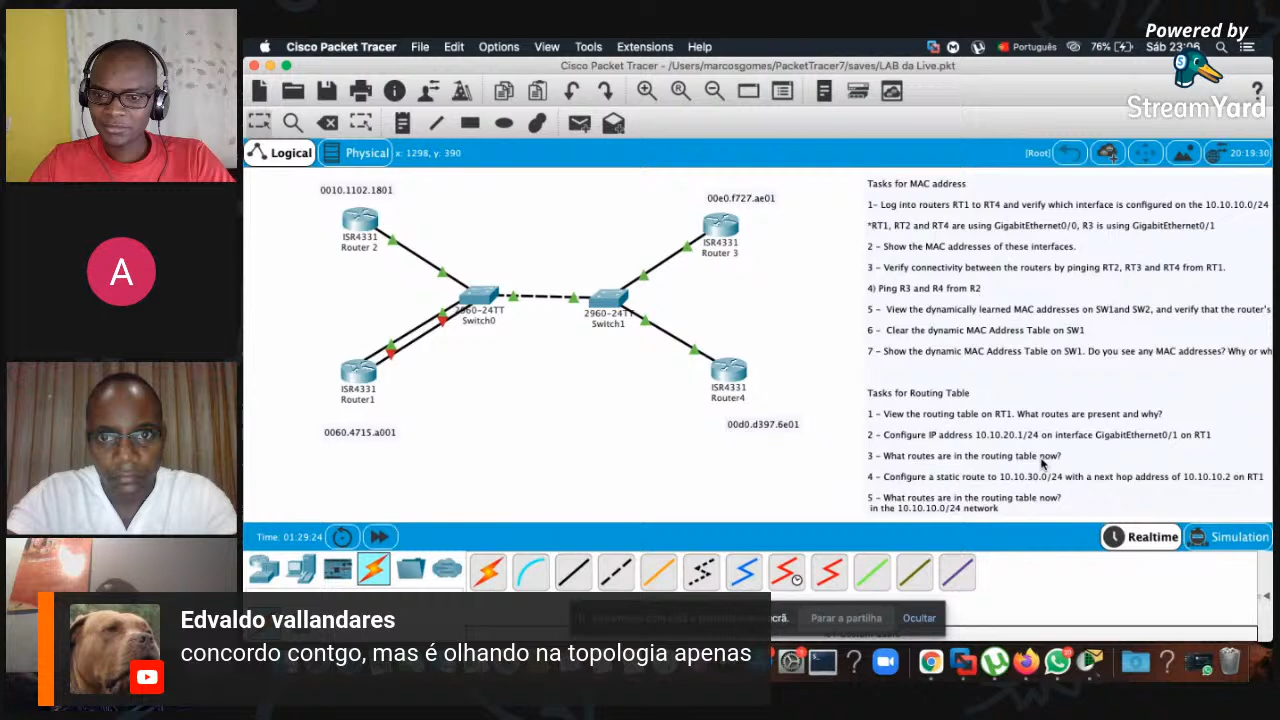 Powered by
StreamYard
Cisco Packet Tracer File Edit Options View Tools Extensions Help
Português 76% Sáb 23:06
Cisco Packet Tracer - /Users/marcosgomes/PacketTracer7/saves/LAB da Live.pkt
Logical Physical x: 1298, y: 390
[Root] 20:19:30
0010.1102.1801
ISR4331
Router 2
00e0.f727.ae01
ISR4331
Router 3
2960-24TT
Switch0
2960-24TT
Switch1
ISR4331
Router1
0060.4715.a001
ISR4331
Router4
00d0.d397.6e01
Tasks for MAC address
1- Log into routers RT1 to RT4 and verify which interface is configured on the 10.10.10.0/24
*RT1, RT2 and RT4 are using GigabitEthernet0/0, R3 is using GigabitEthernet0/1
2 - Show the MAC addresses of these interfaces.
3 - Verify connectivity between the routers by pinging RT2, RT3 and RT4 from RT1.
4) Ping R3 and R4 from R2
5 - View the dynamically learned MAC addresses on SW1and SW2, and verify that the router's
6 - Clear the dynamic MAC Address Table on SW1
7 - Show the dynamic MAC Address Table on SW1. Do you see any MAC addresses? Why or wh
Tasks for Routing Table
1 - View the routing table on RT1. What routes are present and why?
2 - Configure IP address 10.10.20.1/24 on interface GigabitEthernet0/1 on RT1
3 - What routes are in the routing table now?
4 - Configure a static route to 10.10.30.0/24 with a next hop address of 10.10.10.2 on RT1
5 - What routes are in the routing table now?
in the 10.10.10.0/24 network
Time: 01:29:24
Realtime Simulation
Parar a partilha Ocultar
A
Edvaldo vallandares
concordo contgo, mas é olhando na topologia apenas